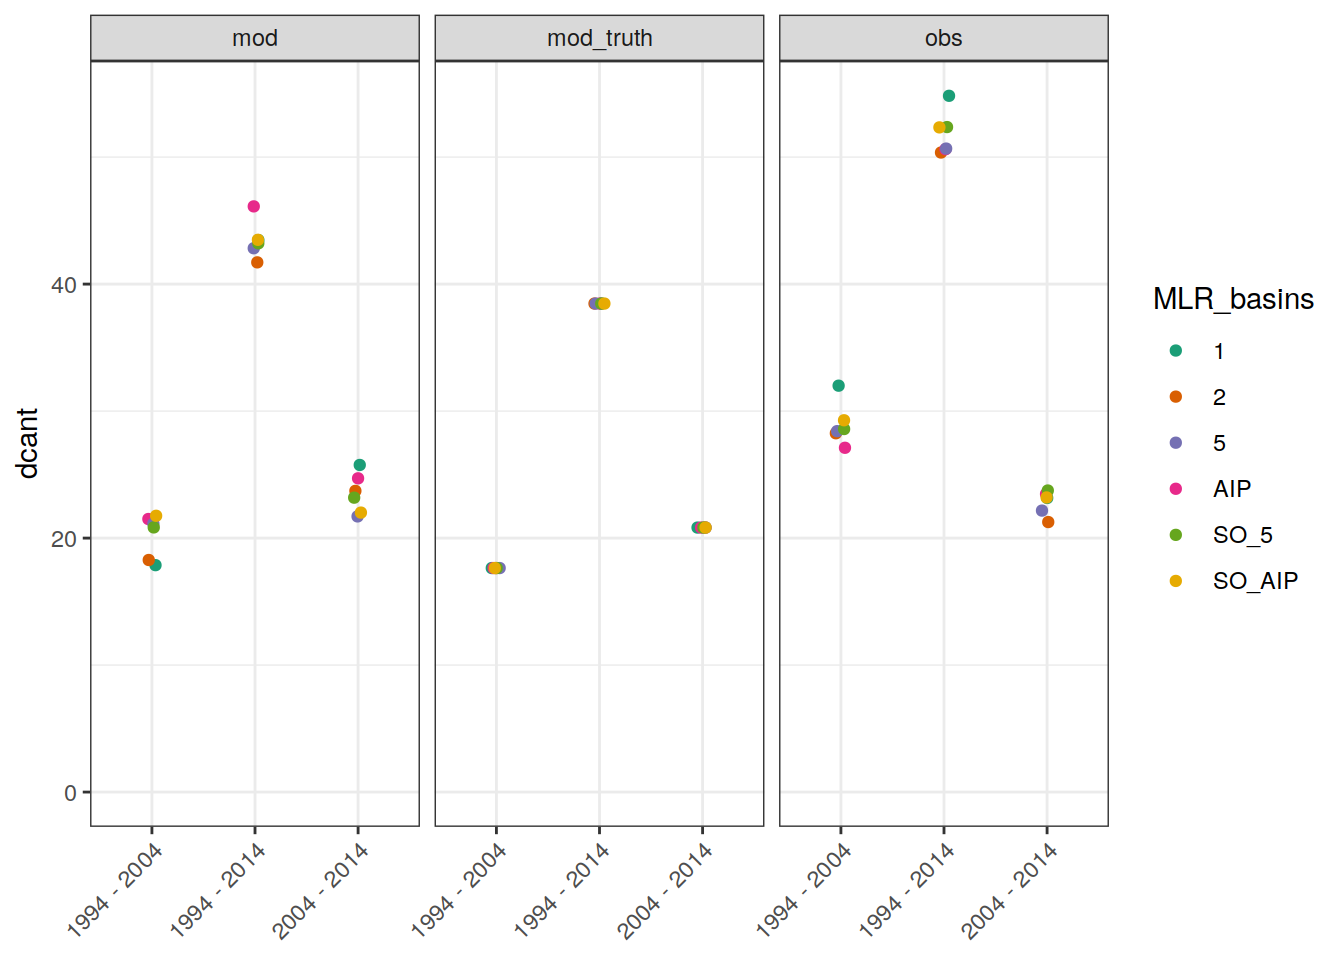 mod
mod_truth
obs
dcant
40
20
0
1994 - 2004
1994 - 2014
2004 - 2014
1994 - 2004
1994 - 2014
2004 - 2014
1994 - 2004
1994 - 2014
2004 - 2014
MLR_basins
1
2
5
AIP
SO_5
SO_AIP